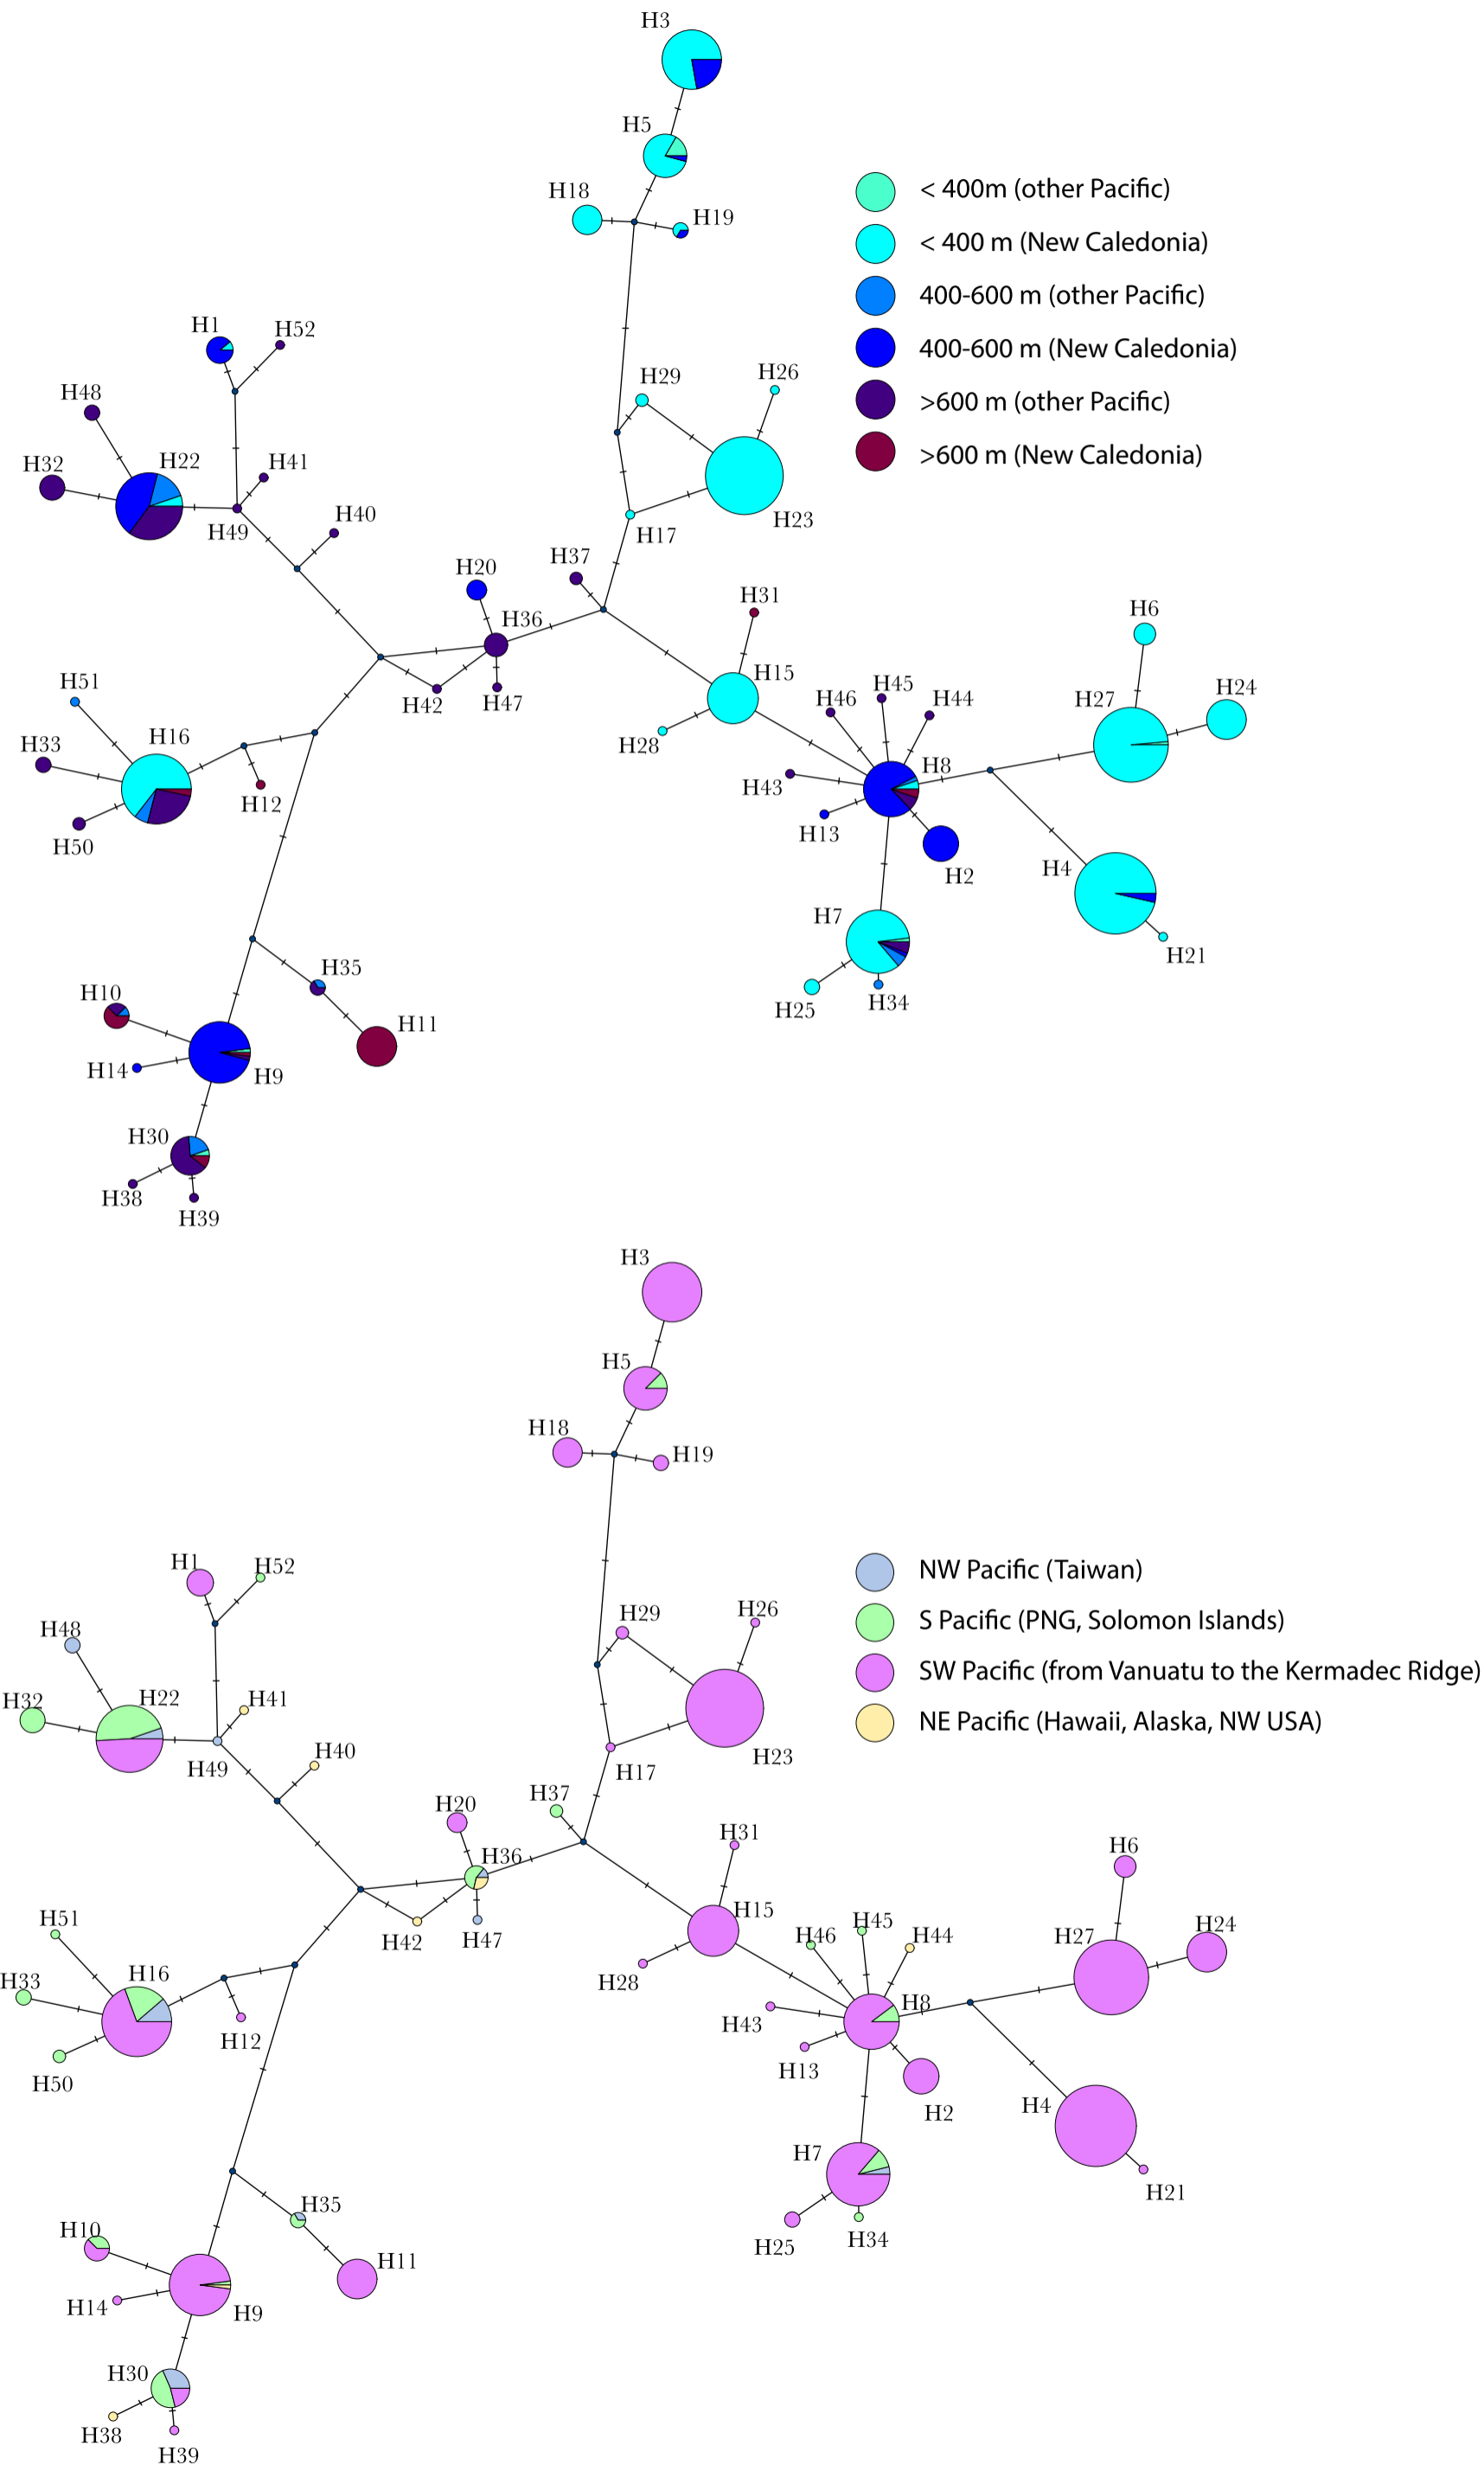 H3
H5
H18
H19
< 400m (other Pacific)
< 400 m (New Caledonia)
400-600 m (other Pacific)
400-600 m (New Caledonia)
>600 m (other Pacific)
>600 m (New Caledonia)
H1
H52
H29
H26
H48
H22
H41
H32
H49
H40
H23
H17
H37
H20
H36
H31
H6
H15
H51
H42
H47
H46
H45
H44
H27
H24
H16
H33
H28
H8
H43
H12
H13
H50
H2
H4
H7
H21
H35
H25
H34
H10
H11
H14
H9
H30
H38
H39
H3
H5
H18
H19
NW Pacific (Taiwan)
S Pacific (PNG, Solomon Islands)
SW Pacific (from Vanuatu to the Kermadec Ridge)
NE Pacific (Hawaii, Alaska, NW USA)
H1
H52
H29
H26
H48
H22
H41
H32
H49
H40
H23
H17
H37
H20
H36
H31
H6
H15
H51
H42
H47
H46
H45
H44
H27
H24
H16
H33
H28
H8
H43
H12
H13
H50
H2
H4
H7
H21
H35
H25
H34
H10
H11
H14
H9
H30
H38
H39